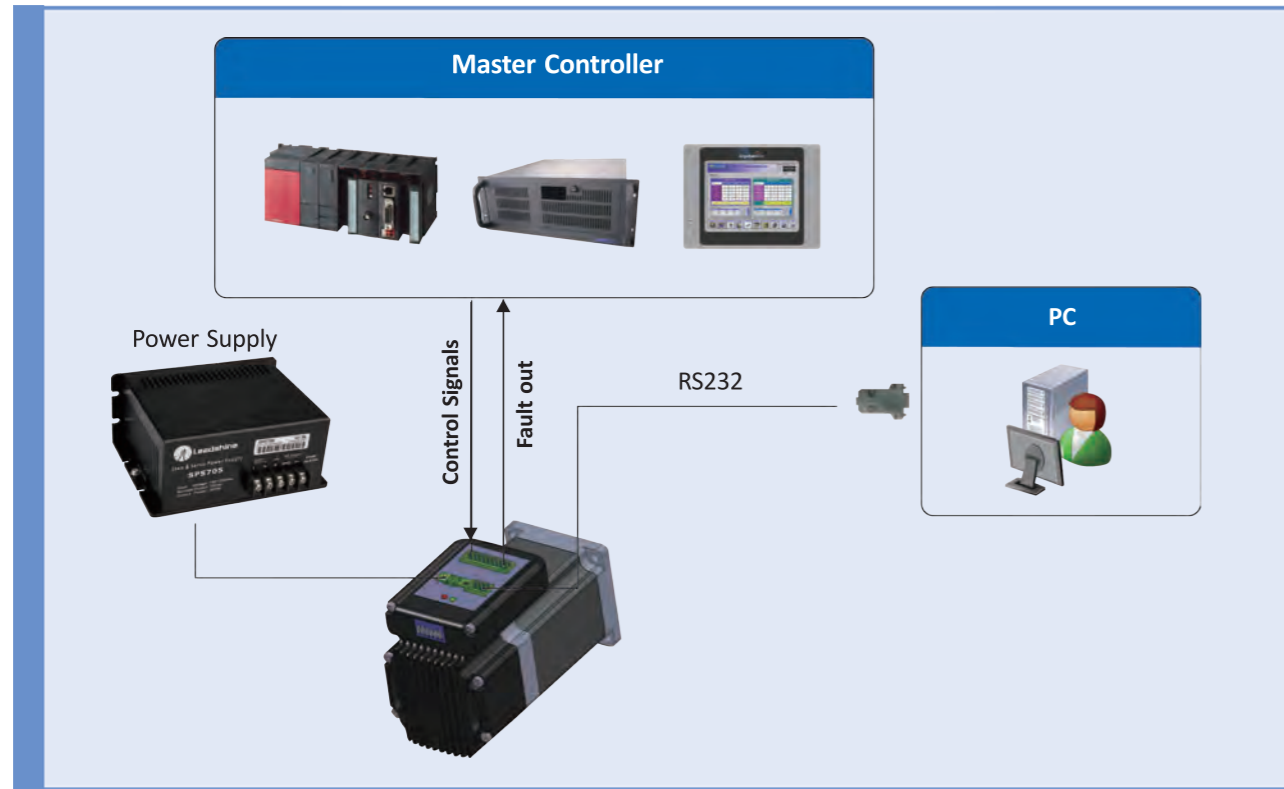 Master Controller
PC
Power Supply
Control Signals
Fault out
RS232
Leadshine
SPS705